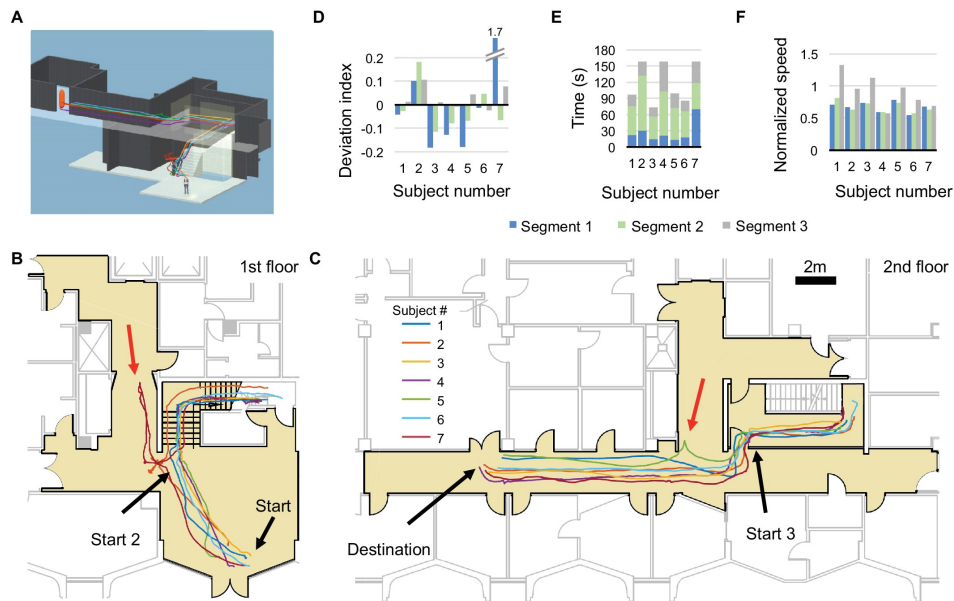 A
D
E
F
1.7
Deviation index
0.2
0.1
0
-0.1
-0.2
1 2 3 4 5 6 7
Subject number
Time (s)
180
150
120
90
60
30
0
1 2 3 4 5 6 7
Subject number
Normalized speed
1.5
1
0.5
0
1 2 3 4 5 6 7
Subject number
Segment 1
Segment 2
Segment 3
B
1st floor
Start 2
Start
C
2m
2nd floor
Subject #
1
2
3
4
5
6
7
Destination
Start 3